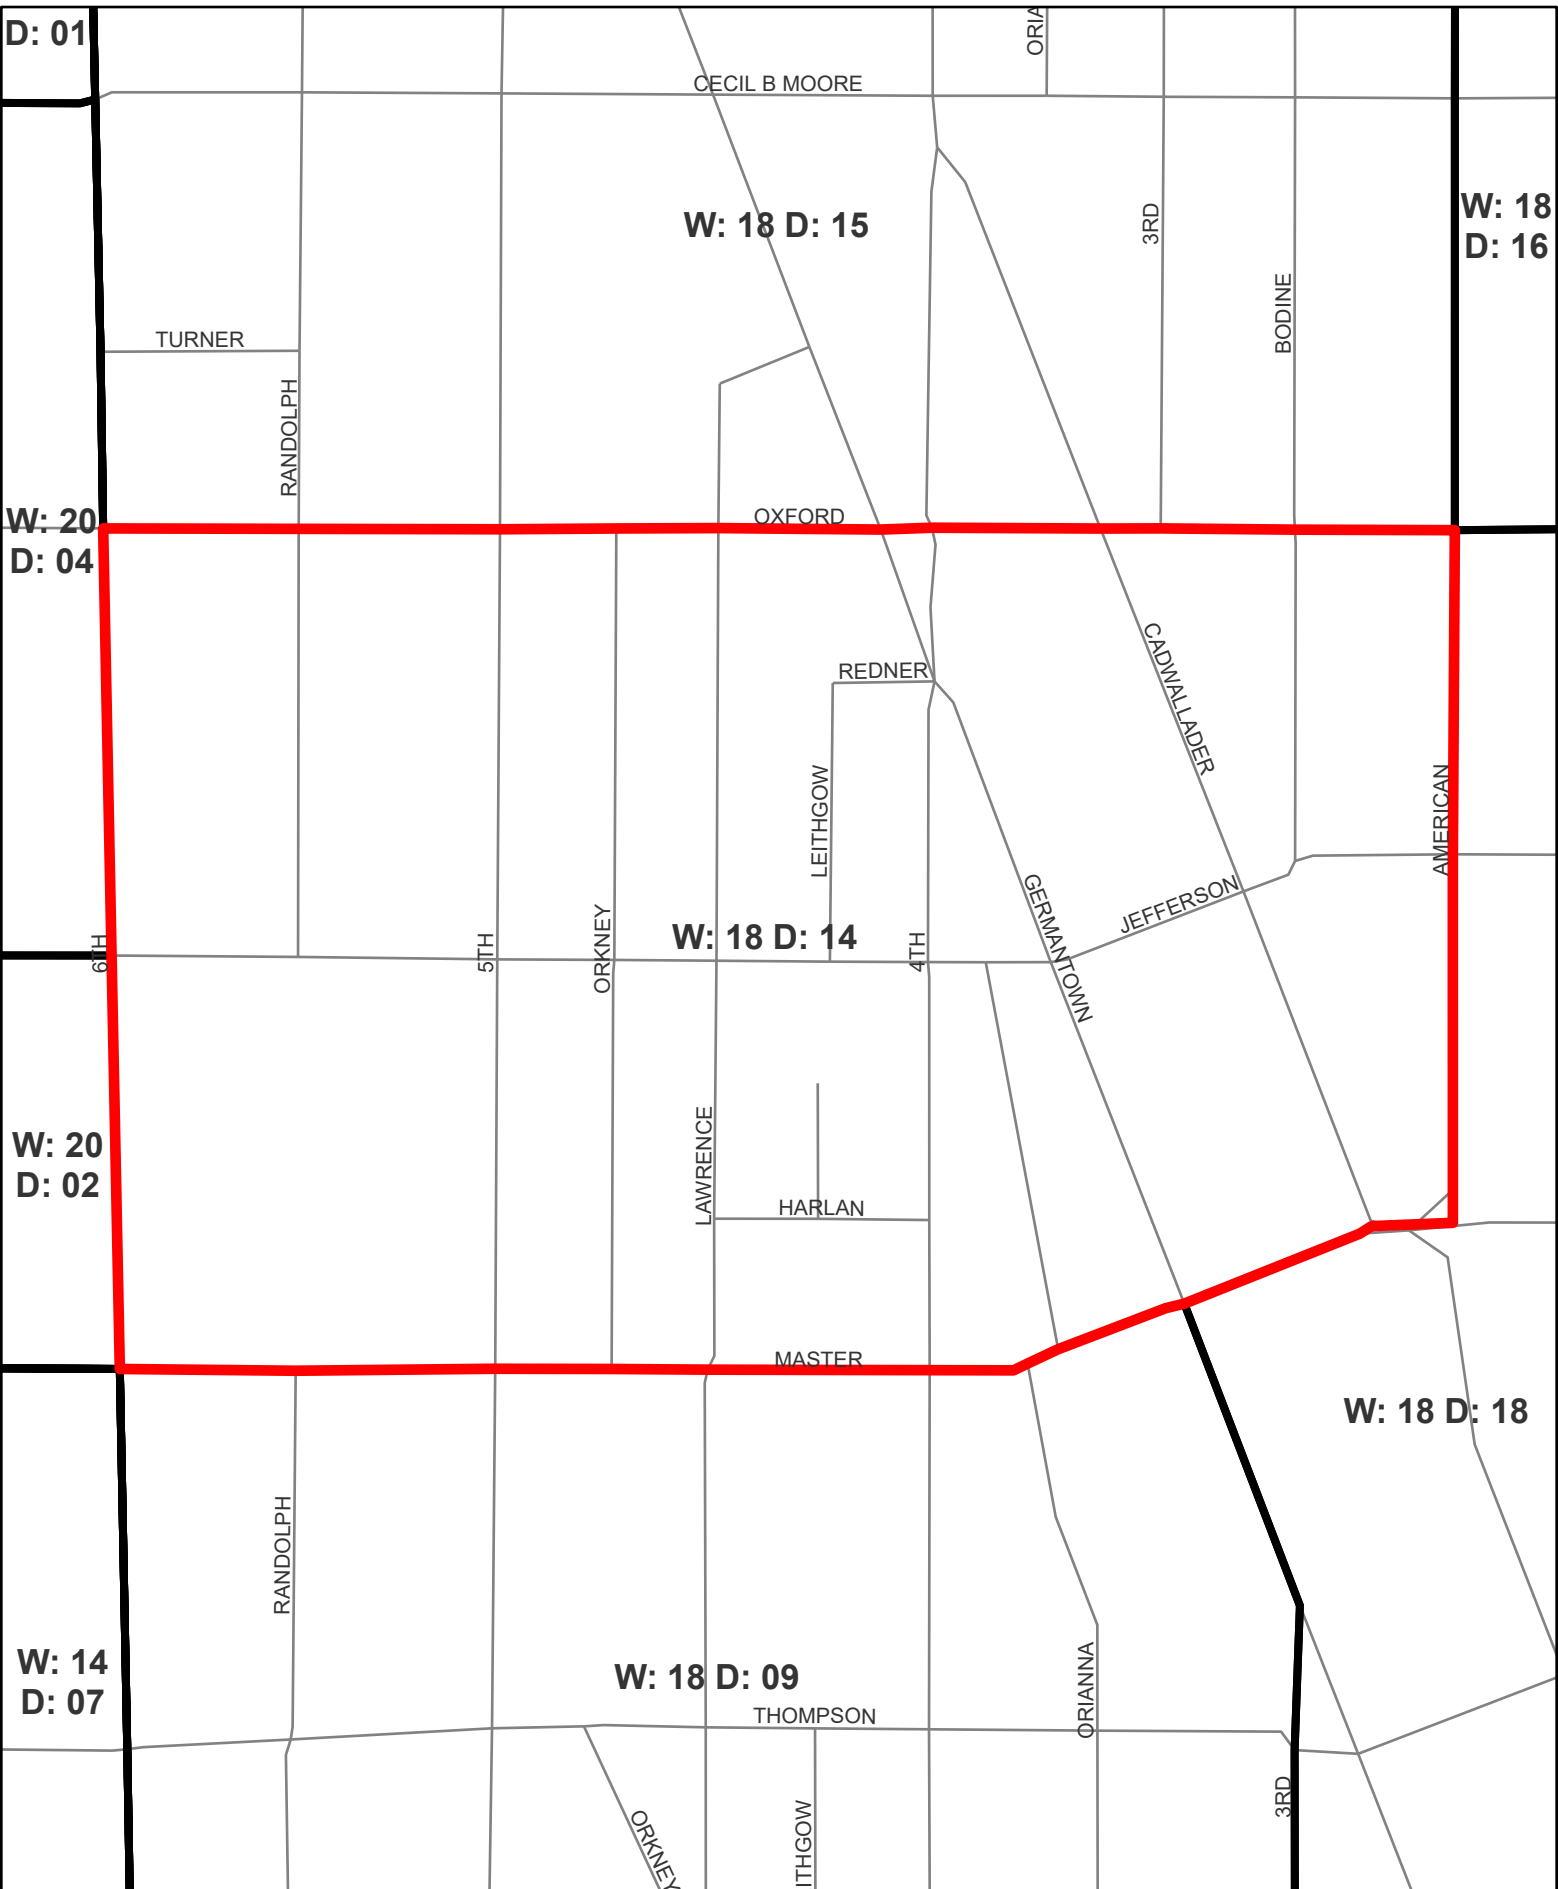 D: 01
ORIA
CECIL B MOORE
W: 18 D: 15
3RD
W: 18
D: 16
BODINE
TURNER
RANDOLPH
W: 20
D: 04
OXFORD
REDNER
CADWALLADER
LEITHGOW
AMERICAN
GERMANTOWN
JEFFERSON
6TH
5TH
ORKNEY
W: 18 D: 14
4TH
LAWRENCE
W: 20
D: 02
HARLAN
MASTER
W: 18 D: 18
RANDOLPH
W: 14
D: 07
W: 18 D: 09
ORIANNA
THOMPSON
3RD
ORKNEY
ITHGOW